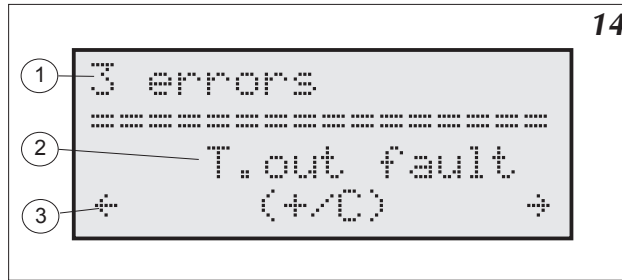 14
1 3 errors
================
2 T.out fault
3 ← (+/C) →